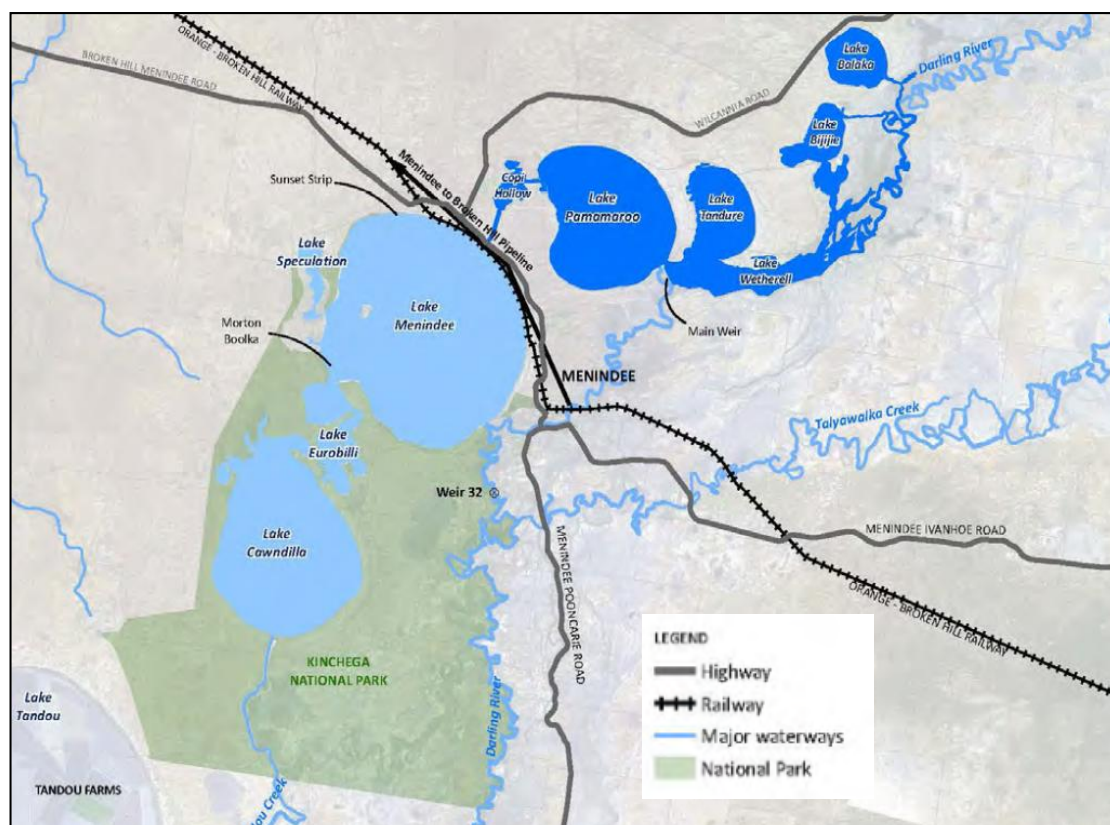 ORANGE - BROKEN HILL RAILWAY
BROKEN HILL MENINDEE ROAD
Lake
Balaka
Darling River
WILCANNIA ROAD
Lake
Bijijie
Menindee to Broken Hill Pipeline
Sunset Strip
Copi
Hollow
Lake
Pamamaroo
Lake
Tandure
Lake
Speculation
Lake
Wetherell
Lake
Menindee
Main Weir
Morton
Boolka
MENINDEE
Talyawalka Creek
Lake
Eurobilli
Weir 32
Lake
Cawndilla
MENINDEE IVANHOE ROAD
MENINDEE POONCARIE ROAD
ORANGE - BROKEN HILL RAILWAY
LEGEND
Highway
Railway
Major waterways
National Park
KINCHEGA
NATIONAL PARK
Darling River
Lake
Tandou
TANDOU FARMS
ou Creek